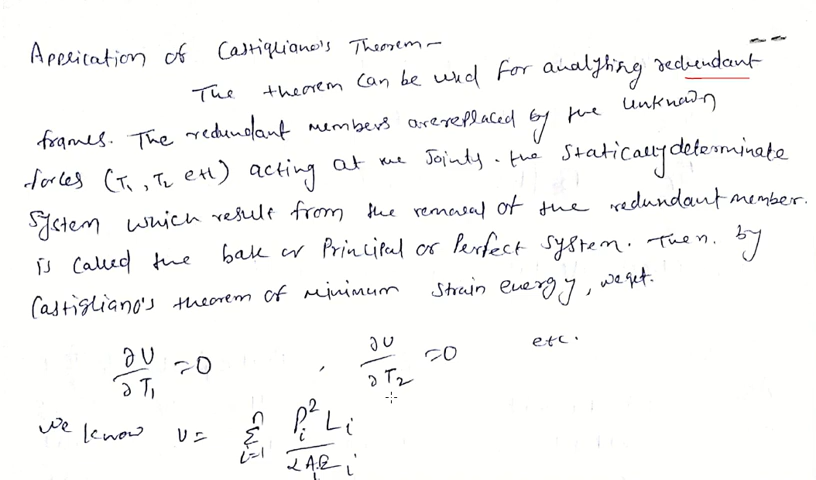 Application of Castigliano's Theorem-
The theorem can be used for analysing redundant
frames. The redundant members are replaced by the unknown
forces (T₁, T₂ etc) acting at the Joints. the statically determinate
system which result from the removal of the redundant member.
is called the base or Principal or Perfect system. Then. by
Castigliano's theorem of minimum strain energy, we get.
∂U/∂T₁ = 0 , ∂U/∂T₂ = 0 etc.
We know U = Σ_{i=1}^{n} P_i² L_i / 2A_iE_i